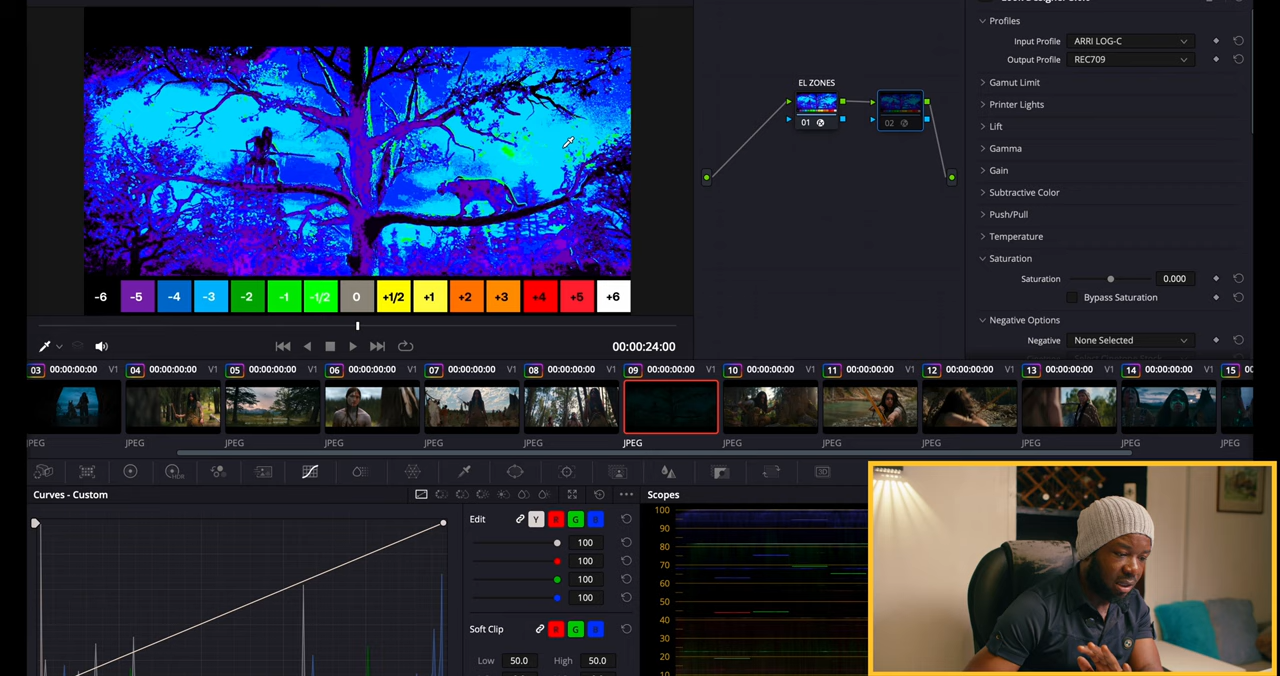 Profiles
Input Profile ARRI LOG-C
Output Profile REC709
Gamut Limit
Printer Lights
Lift
Gamma
Gain
Subtractive Color
Push/Pull
Temperature
Saturation
Saturation 0.000
Bypass Saturation
Negative Options
Negative None Selected
EL ZONES
01
02
-6 -5 -4 -3 -2 -1 -1/2 0 +1/2 +1 +2 +3 +4 +5 +6
00:00:24:00
03 00:00:00:00 V1 04 00:00:00:00 V1 05 00:00:00:00 V1 06 00:00:00:00 V1 07 00:00:00:00 V1 08 00:00:00:00 V1 09 00:00:00:00 V1 10 00:00:00:00 V1 11 00:00:00:00 V1 12 00:00:00:00 V1 13 00:00:00:00 V1 14 00:00:00:00 V1 15 00
JPEG JPEG JPEG JPEG JPEG JPEG JPEG JPEG JPEG JPEG JPEG JPEG JPEG
Curves - Custom
Edit Y R G B
100
100
100
100
Soft Clip R G B
Low 50.0 High 50.0
Scopes
100
90
80
70
60
50
40
30
20
10